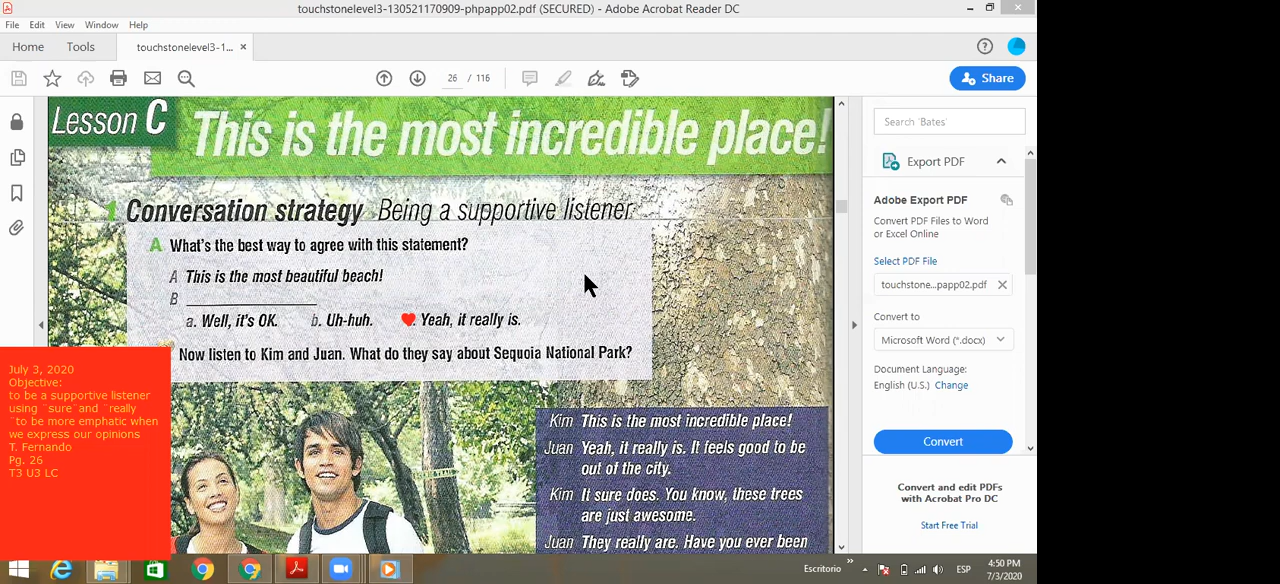 touchstonelevel3-130521170909-phpapp02.pdf (SECURED) - Adobe Acrobat Reader DC
File Edit View Window Help
Home Tools touchstonelevel3-1... ×
26 / 116
Share
Lesson C This is the most incredible place!
1 Conversation strategy Being a supportive listener
A What's the best way to agree with this statement?
A This is the most beautiful beach!
B
a. Well, it's OK. b. Uh-huh. . Yeah, it really is.
Now listen to Kim and Juan. What do they say about Sequoia National Park?
Kim This is the most incredible place!
Juan Yeah, it really is. It feels good to be
out of the city.
Kim It sure does. You know, these trees
are just awesome.
Juan They really are. Have you ever been
July 3, 2020
Objective:
to be a supportive listener
using ¨sure¨and ¨really
¨to be more emphatic when
we express our opinions
T. Fernando
Pg. 26
T3 U3 LC
Search 'Bates'
Export PDF
Adobe Export PDF
Convert PDF Files to Word
or Excel Online
Select PDF File
touchstone...papp02.pdf
Convert to
Microsoft Word (*.docx)
Document Language:
English (U.S.) Change
Convert
Convert and edit PDFs
with Acrobat Pro DC
Start Free Trial
Escritorio » ESP 4:50 PM
7/3/2020